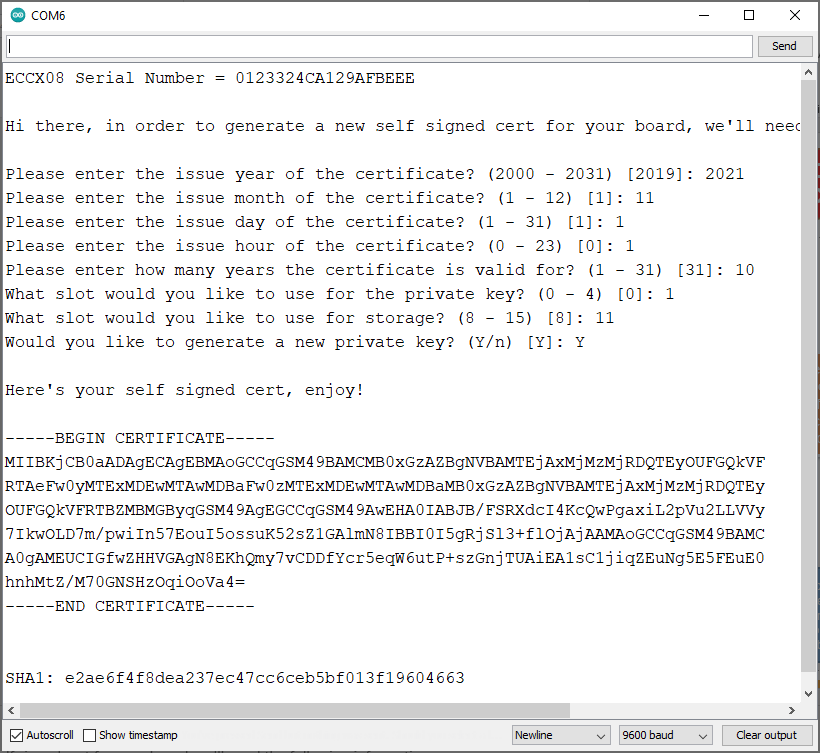 COM6
Send
ECCX08 Serial Number = 0123324CA129AFBEEE
Hi there, in order to generate a new self signed cert for your board, we'll need
Please enter the issue year of the certificate? (2000 - 2031) [2019]: 2021
Please enter the issue month of the certificate? (1 - 12) [1]: 11
Please enter the issue day of the certificate? (1 - 31) [1]: 1
Please enter the issue hour of the certificate? (0 - 23) [0]: 1
Please enter how many years the certificate is valid for? (1 - 31) [31]: 10
What slot would you like to use for the private key? (0 - 4) [0]: 1
What slot would you like to use for storage? (8 - 15) [8]: 11
Would you like to generate a new private key? (Y/n) [Y]: Y
Here's your self signed cert, enjoy!
-----BEGIN CERTIFICATE-----
MIIBKjCB0aADAgECAgEBMAoGCCqGSM49BAMCMB0xGzAZBgNVBAMTEjAxMjMzMjRDQTEyOUFGQkVF
RTAeFw0yMTExMDEwMTAwMDBaFw0zMTExMDEwMTAwMDBaMB0xGzAZBgNVBAMTEjAxMjMzMjRDQTEy
OUFGQkVFRTBZMBMGByqGSM49AgEGCCqGSM49AwEHA0IABJB/FSRXdcI4KcQwPgaxiL2pVu2LLVVy
7IkwOLD7m/pwiIn57EouI5ossuK52sZ1GAlmN8IBBI0I5gRjSl3+flOjAjAAMAoGCCqGSM49BAMC
A0gAMEUCIGfwZHHVGAgN8EKhQmy7vCDDfYcr5eqW6utP+szGnjTUAiEA1sC1jiqZEuNg5E5FEuE0
hnhMtZ/M70GNSHzOqiOoVa4=
-----END CERTIFICATE-----
SHA1: e2ae6f4f8dea237ec47cc6ceb5bf013f19604663
Autoscroll Show timestamp Newline 9600 baud Clear output